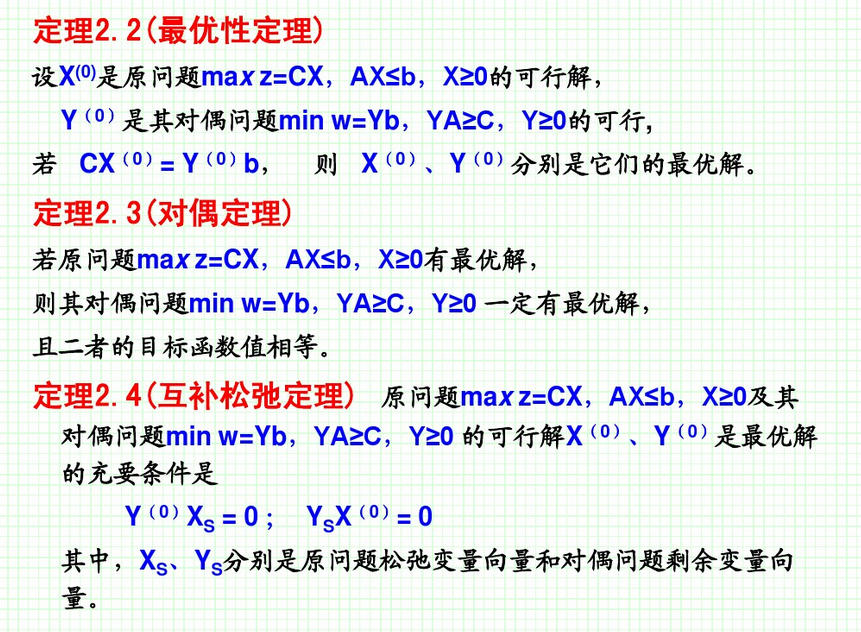 定理2.2(最优性定理)
设X⁽⁰⁾是原问题max z=CX，AX≤b，X≥0的可行解，
Y（0）是其对偶问题min w=Yb，YA≥C，Y≥0的可行,
若 CX（0）= Y（0）b， 则 X（0）、Y（0）分别是它们的最优解。
定理2.3(对偶定理)
若原问题max z=CX，AX≤b，X≥0有最优解，
则其对偶问题min w=Yb，YA≥C，Y≥0 一定有最优解，
且二者的目标函数值相等。
定理2.4(互补松弛定理) 原问题max z=CX，AX≤b，X≥0及其
对偶问题min w=Yb，YA≥C，Y≥0 的可行解X（0）、Y（0）是最优解
的充要条件是
Y（0）XS = 0； YSX（0）= 0
其中，XS、YS分别是原问题松弛变量向量和对偶问题剩余变量向
量。